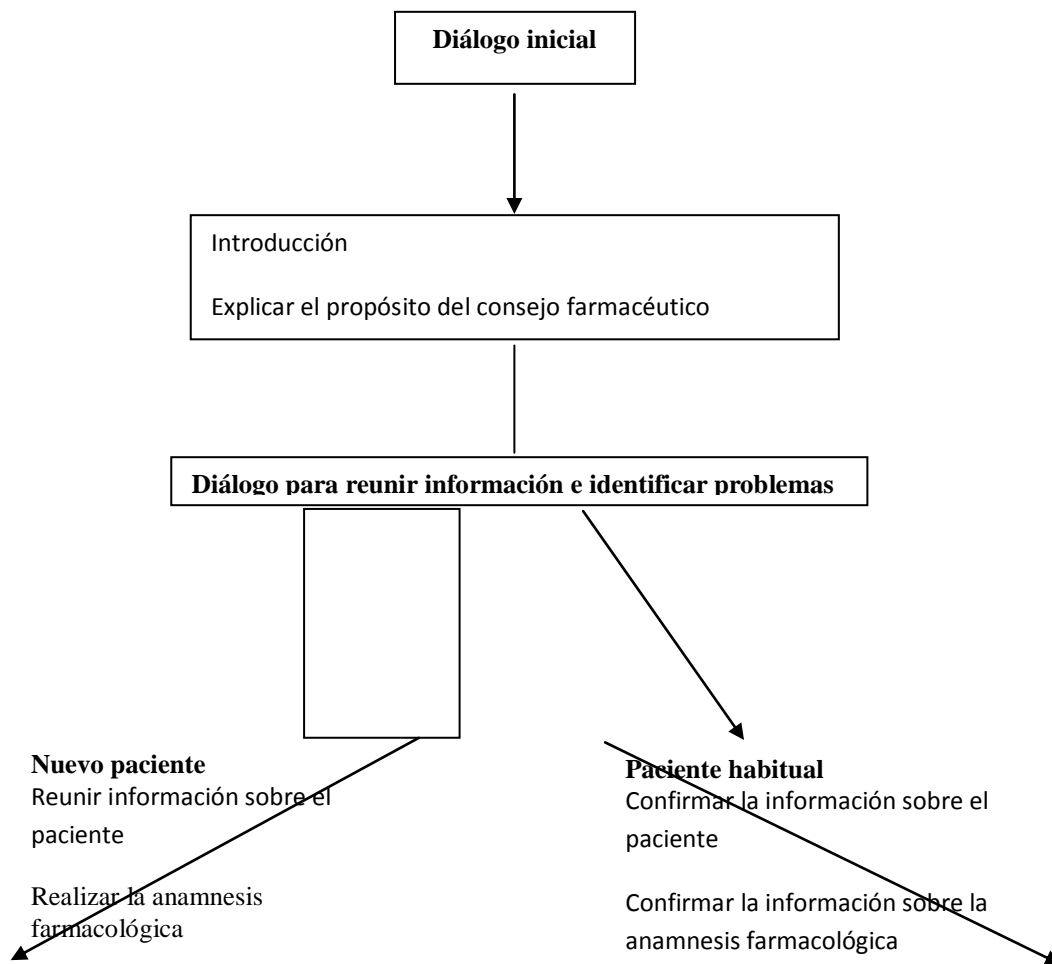 Diálogo inicial
Introducción
Explicar el propósito del consejo farmacéutico
Diálogo para reunir información e identificar problemas
Nuevo paciente
Reunir información sobre el
paciente
Realizar la anamnesis
farmacológica
Paciente habitual
Confirmar la información sobre el
paciente
Confirmar la información sobre la
anamnesis farmacológica